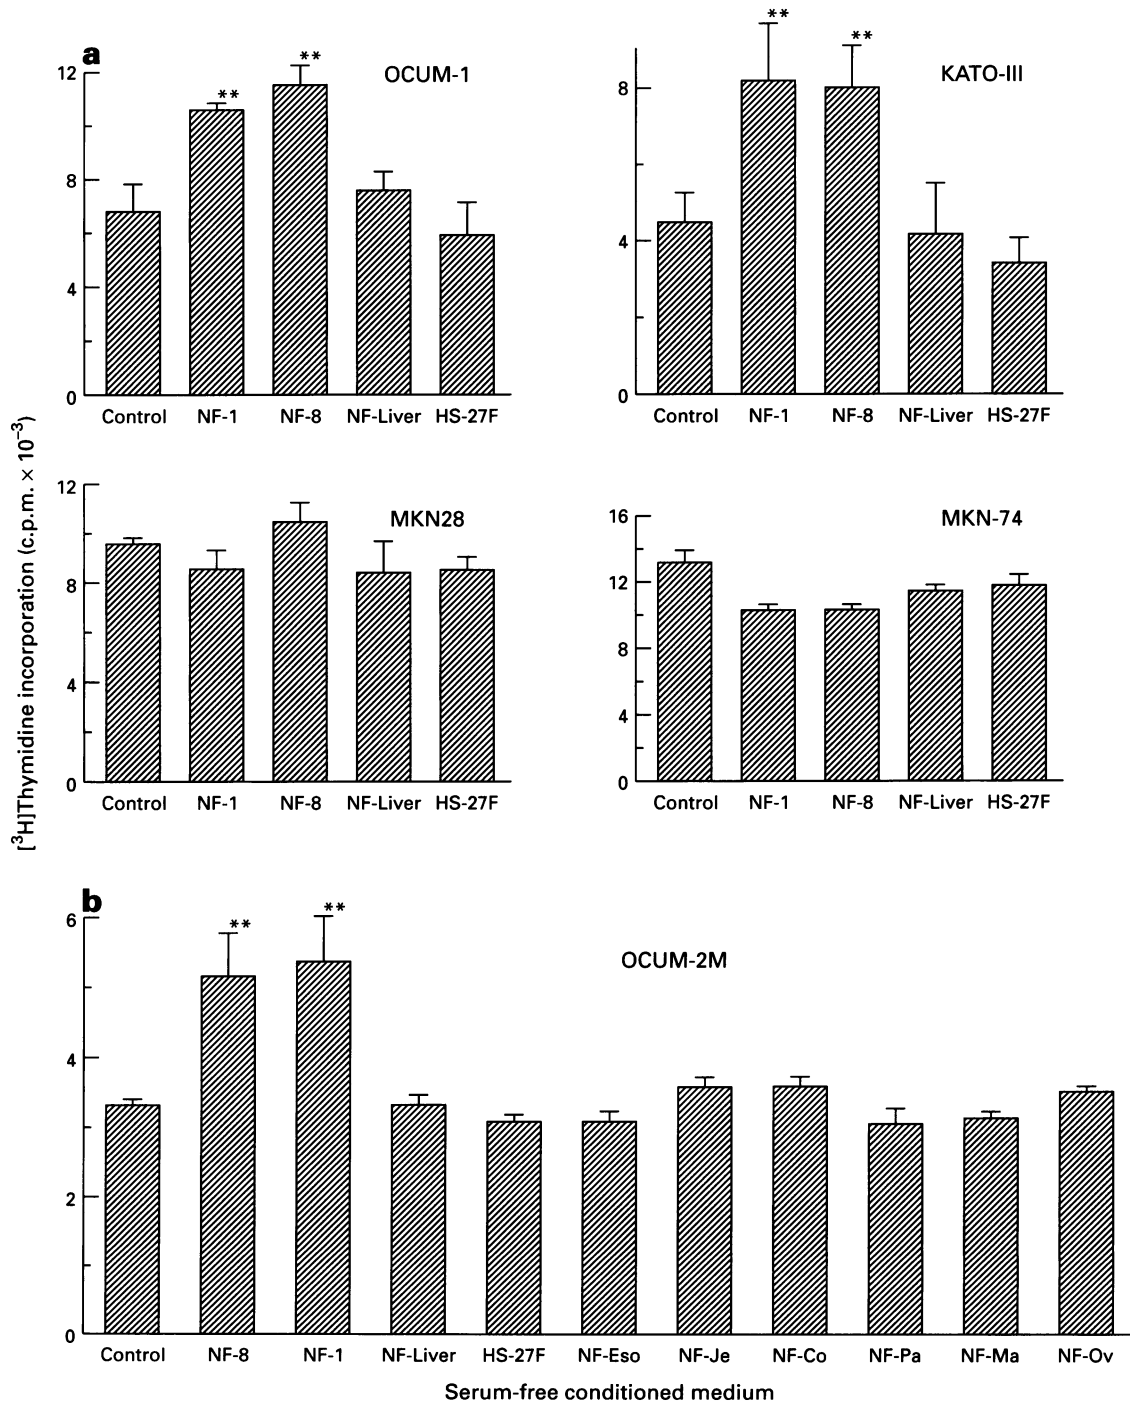 a
OCUM-1
**
**
12
8
4
0
Control NF-1 NF-8 NF-Liver HS-27F
KATO-III
**
**
8
4
0
Control NF-1 NF-8 NF-Liver HS-27F
[³H]Thymidine incorporation (c.p.m. × 10⁻³)
MKN28
12
8
4
0
Control NF-1 NF-8 NF-Liver HS-27F
MKN-74
16
12
8
4
0
Control NF-1 NF-8 NF-Liver HS-27F
b
OCUM-2M
**
**
6
4
2
0
Control NF-8 NF-1 NF-Liver HS-27F NF-Eso NF-Je NF-Co NF-Pa NF-Ma NF-Ov
Serum-free conditioned medium